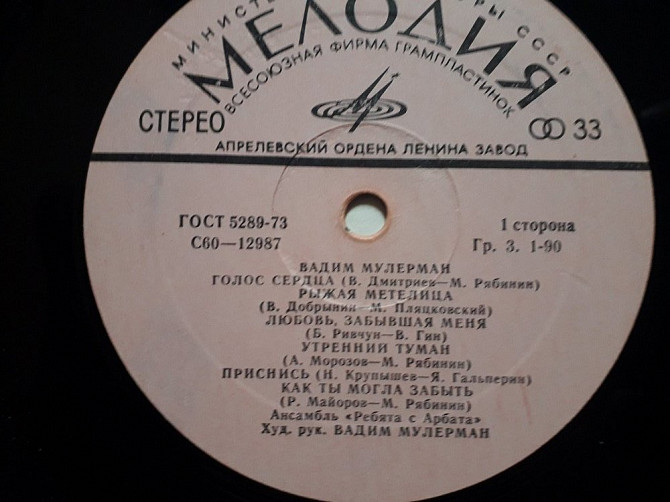 МИНИСТЕ РЫ СССР
МЕЛОДИЯ
ВСЕСОЮЗНАЯ ФИРМА ГРАМПЛАСТИНОК
СТЕРЕО 33
АПРЕЛЕВСКИЙ ОРДЕНА ЛЕНИНА ЗАВОД
ГОСТ 5289-73 1 сторона
С60—12987 Гр. 3. 1-90
ВАДИМ МУЛЕРМАН
ГОЛОС СЕРДЦА (В. Дмитриев—М. Рябинин)
РЫЖАЯ МЕТЕЛИЦА
(В. Добрынин—М. Пляцковский)
ЛЮБОВЬ, ЗАБЫВШАЯ МЕНЯ
(Б. Ривчун—В. Гин)
УТРЕННИЙ ТУМАН
(А. Морозов—М. Рябинин)
ПРИСНИСЬ (Н. Крупышев—Я. Гальперин)
КАК ТЫ МОГЛА ЗАБЫТЬ
(Р. Майоров—М. Рябинин)
Ансамбль «Ребята с Арбата»
Худ. рук. ВАДИМ МУЛЕРМАН